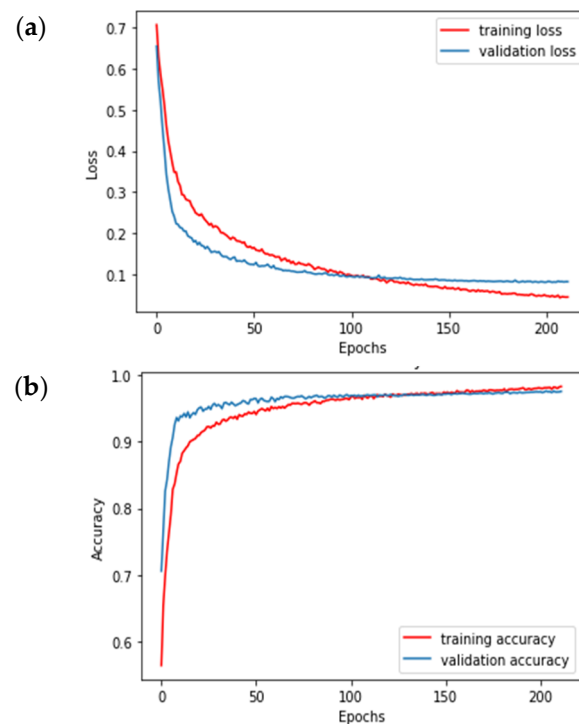 (a)
0.7
0.6
0.5
0.4
0.3
0.2
0.1
Loss
training loss
validation loss
0 50 100 150 200
Epochs
(b)
1.0
0.9
0.8
0.7
0.6
Accuracy
training accuracy
validation accuracy
0 50 100 150 200
Epochs